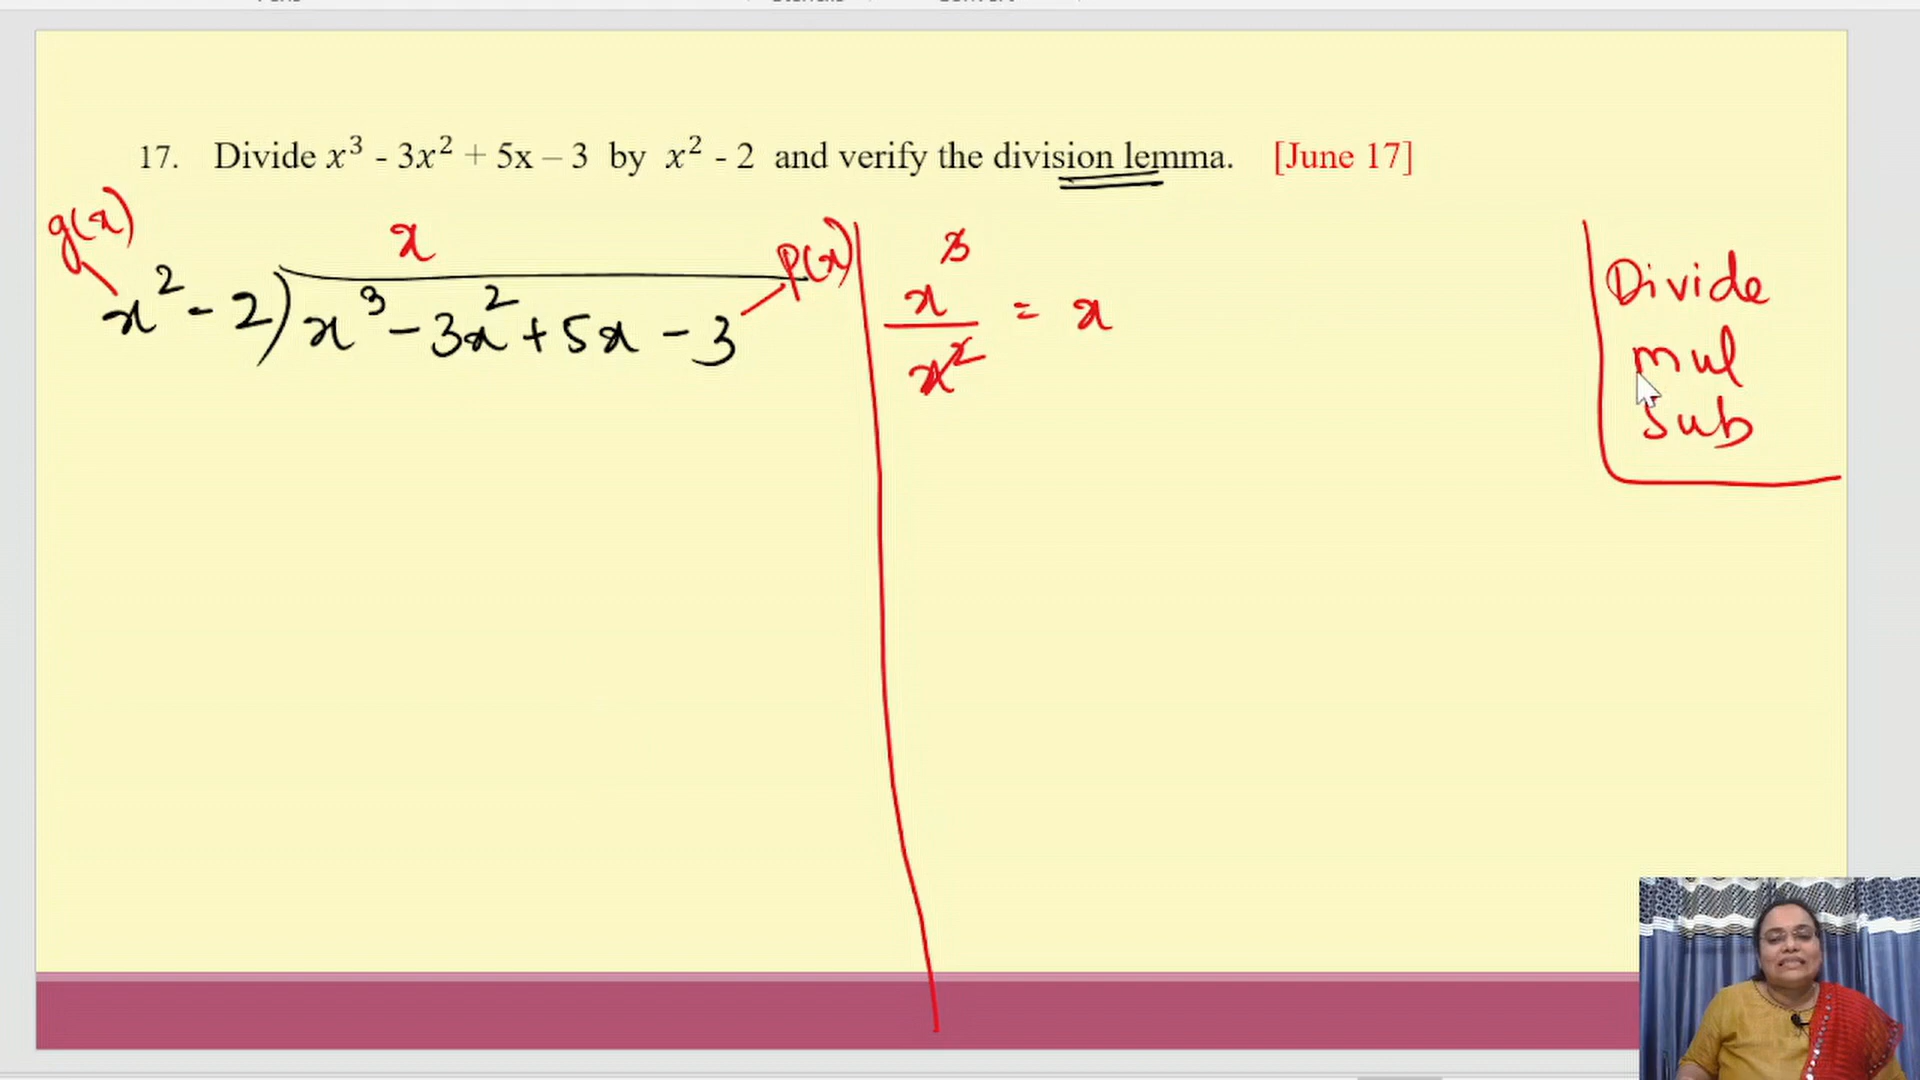 17. Divide x³ - 3x² + 5x – 3 by x² - 2 and verify the division lemma. [June 17]
g(x)
x
p(x)
x² - 2) x³ - 3x² + 5x - 3
x³
— = x
x²
Divide
mul
sub